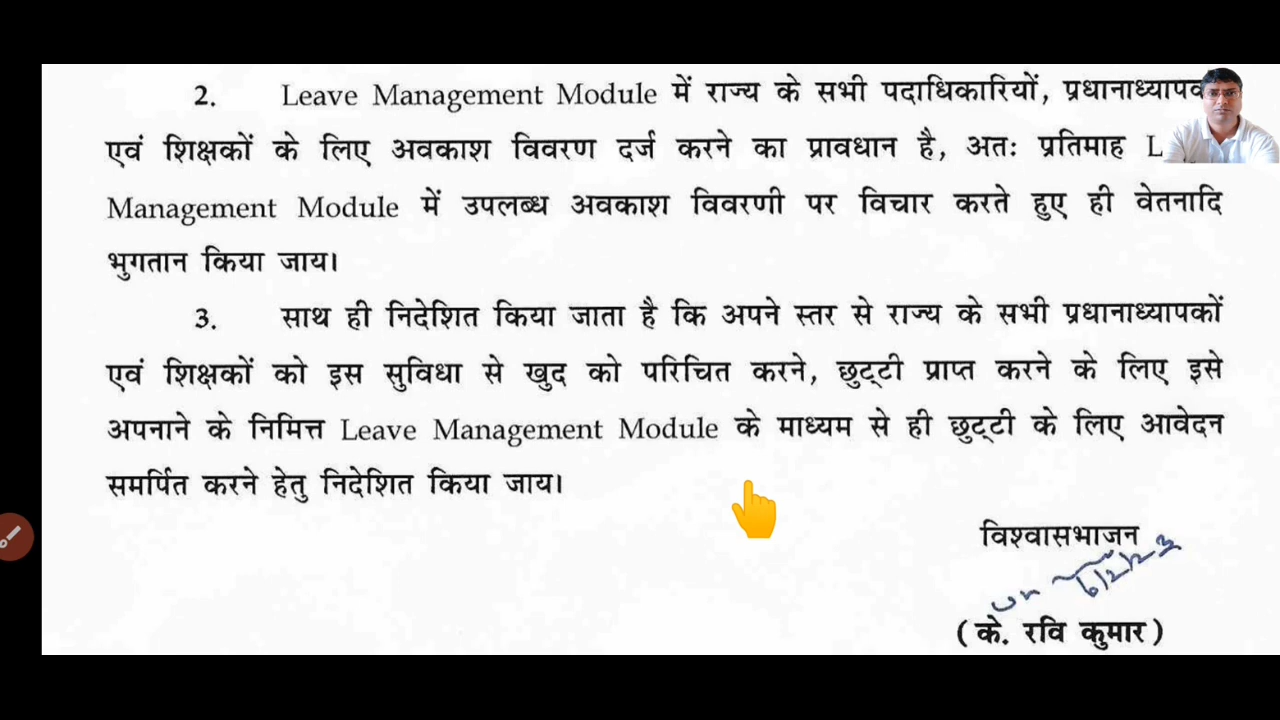 2. Leave Management Module में राज्य के सभी पदाधिकारियों,
एवं शिक्षकों के लिए अवकाश विवरण दर्ज करने का प्रावधान है, अतः प्रतिमाह
Management Module में उपलब्ध अवकाश विवरणी पर विचार करते हुए ही वेतनादि
भुगतान किया जाय।
3. साथ ही निदेशित किया जाता है कि अपने स्तर से राज्य के सभी प्रधानाध्यापकों
एवं शिक्षकों को इस सुविधा से खुद को परिचित करने, छुट्टी प्राप्त करने के लिए इसे
अपनाने के निमित्त Leave Management Module के माध्यम से ही छुट्टी के लिए आवेदन
समर्पित करने हेतु निदेशित किया जाय।
विश्वासभाजन
(के. रवि कुमार)